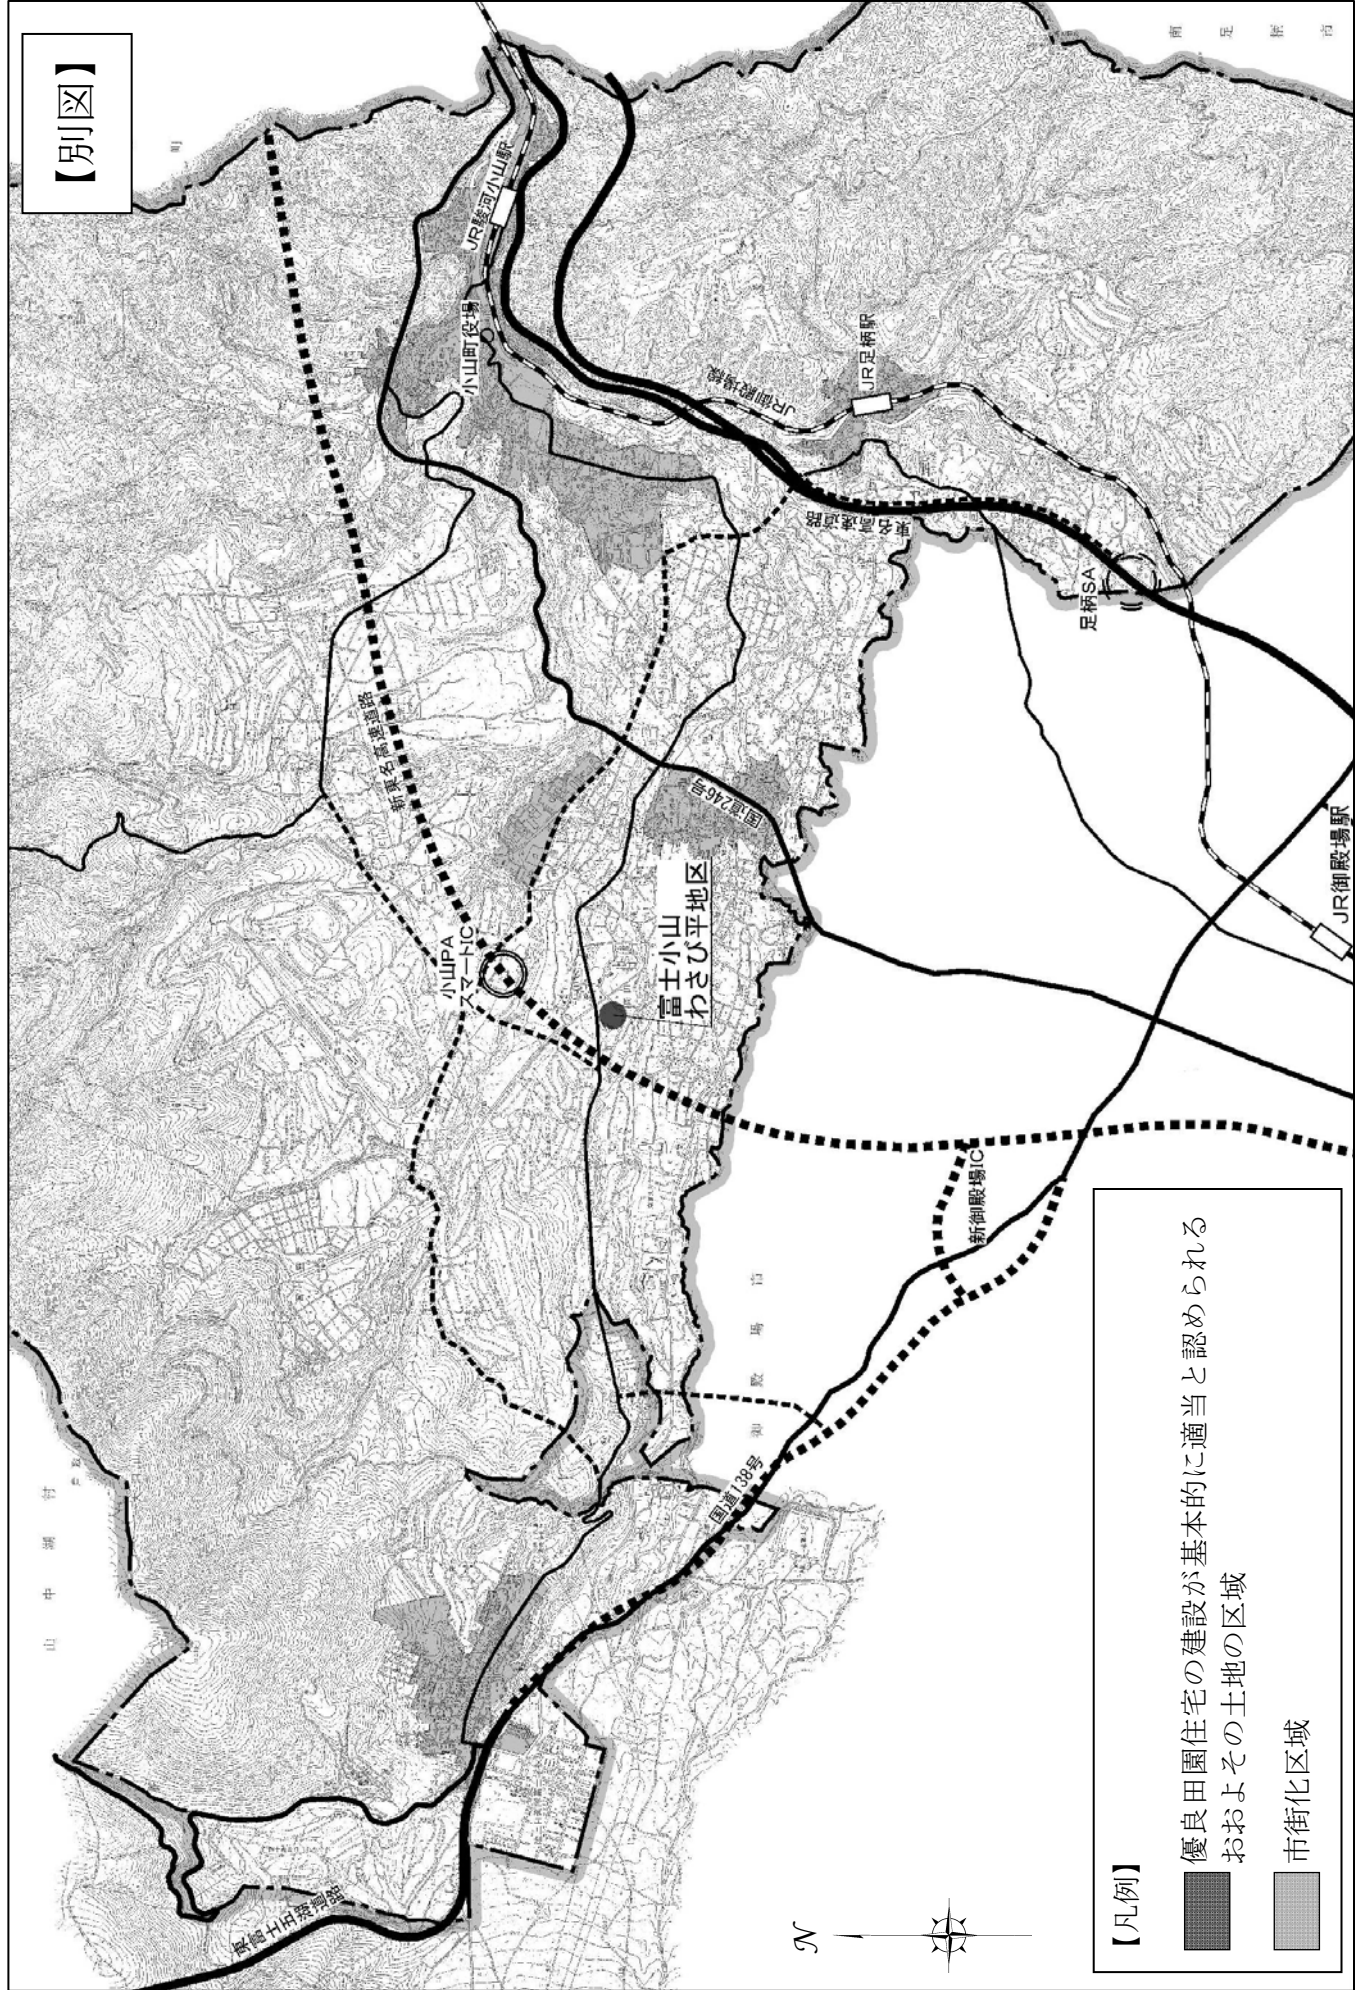 【別図】
JR駿河小山駅
小山町役場
JR御殿場線
JR足柄駅
東名高速道路
足柄SA
新東名高速道路
国道246号
小山PA
スマートIC
富士小山
わさび平地区
JR御殿場駅
新御殿場IC
国道138号
東富士五湖道路
山中湖村
御殿場市
南足柄市
町
N
【凡例】
優良田園住宅の建設が基本的に適当と認められる
おおよその土地の区域
市街化区域